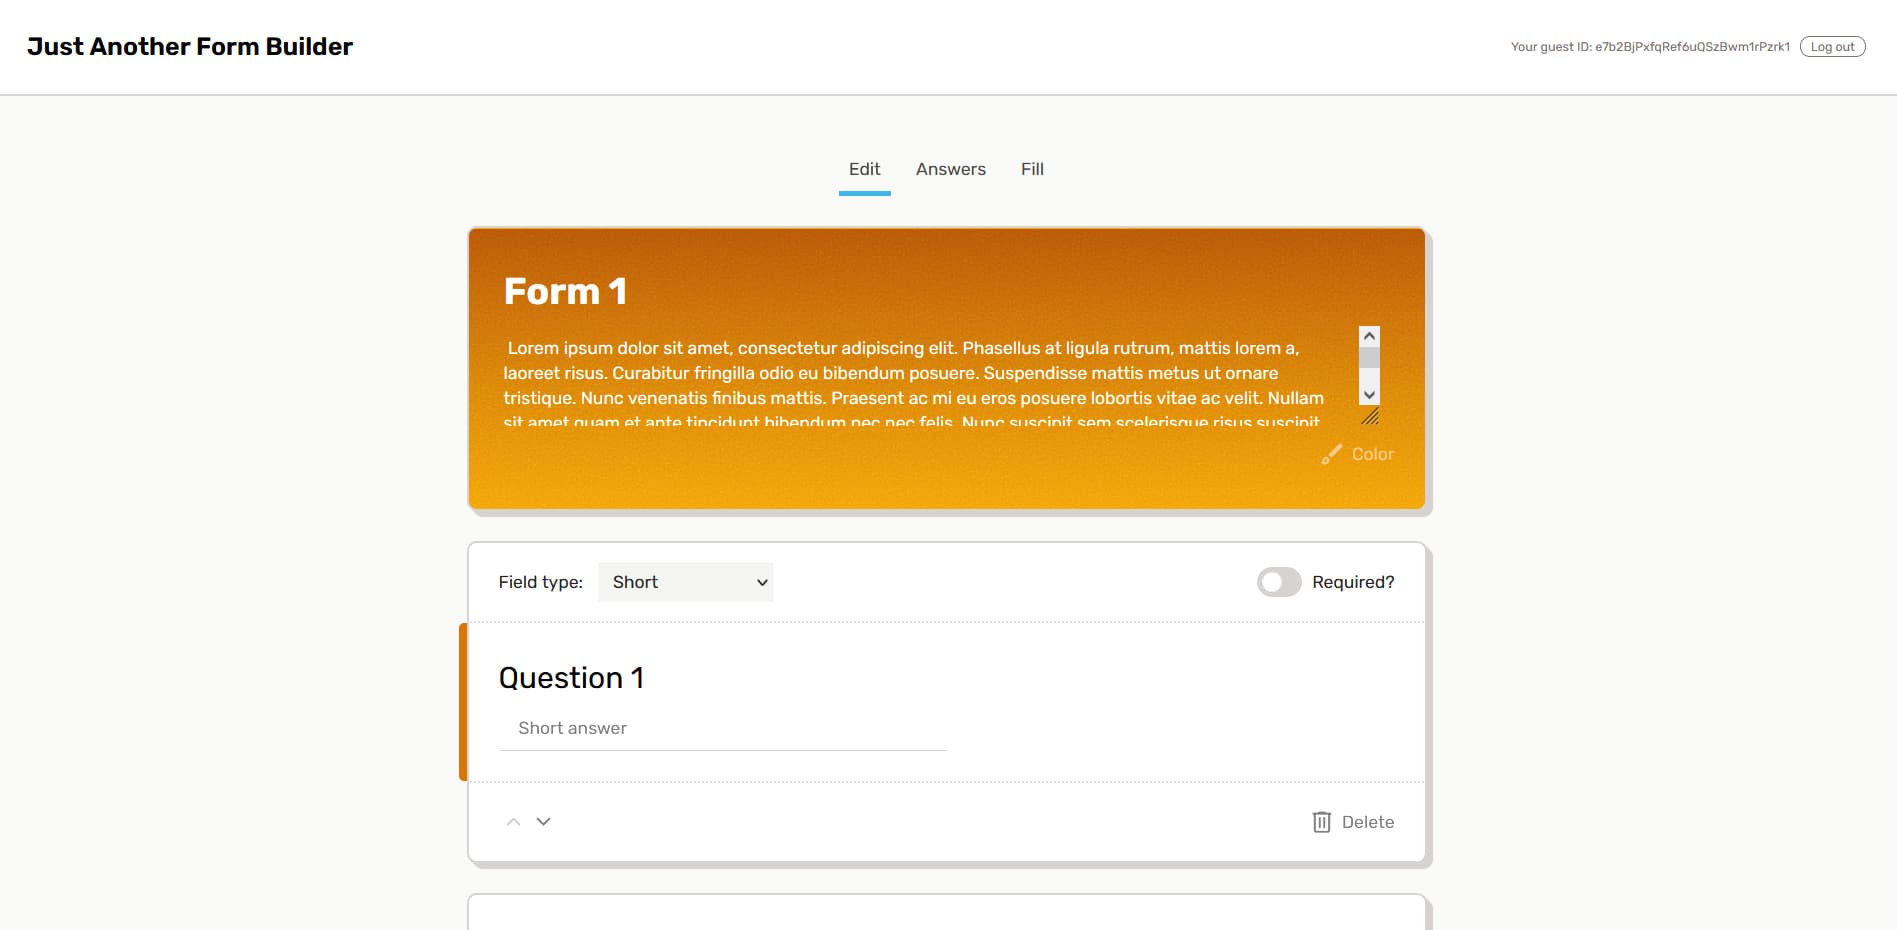 Just Another Form Builder
Your guest ID: e7b2BjPxfqRef6uQSzBwm1rPzrk1 Log out
Edit Answers Fill
Form 1
Lorem ipsum dolor sit amet, consectetur adipiscing elit. Phasellus at ligula rutrum, mattis lorem a,
laoreet risus. Curabitur fringilla odio eu bibendum posuere. Suspendisse mattis metus ut ornare
tristique. Nunc venenatis finibus mattis. Praesent ac mi eu eros posuere lobortis vitae ac velit. Nullam
sit amet quam et ante tincidunt bibendum nec nec felis. Nunc suscipit sem scelerisque risus suscipit
Color
Field type: Short Required?
Question 1
Short answer
Delete